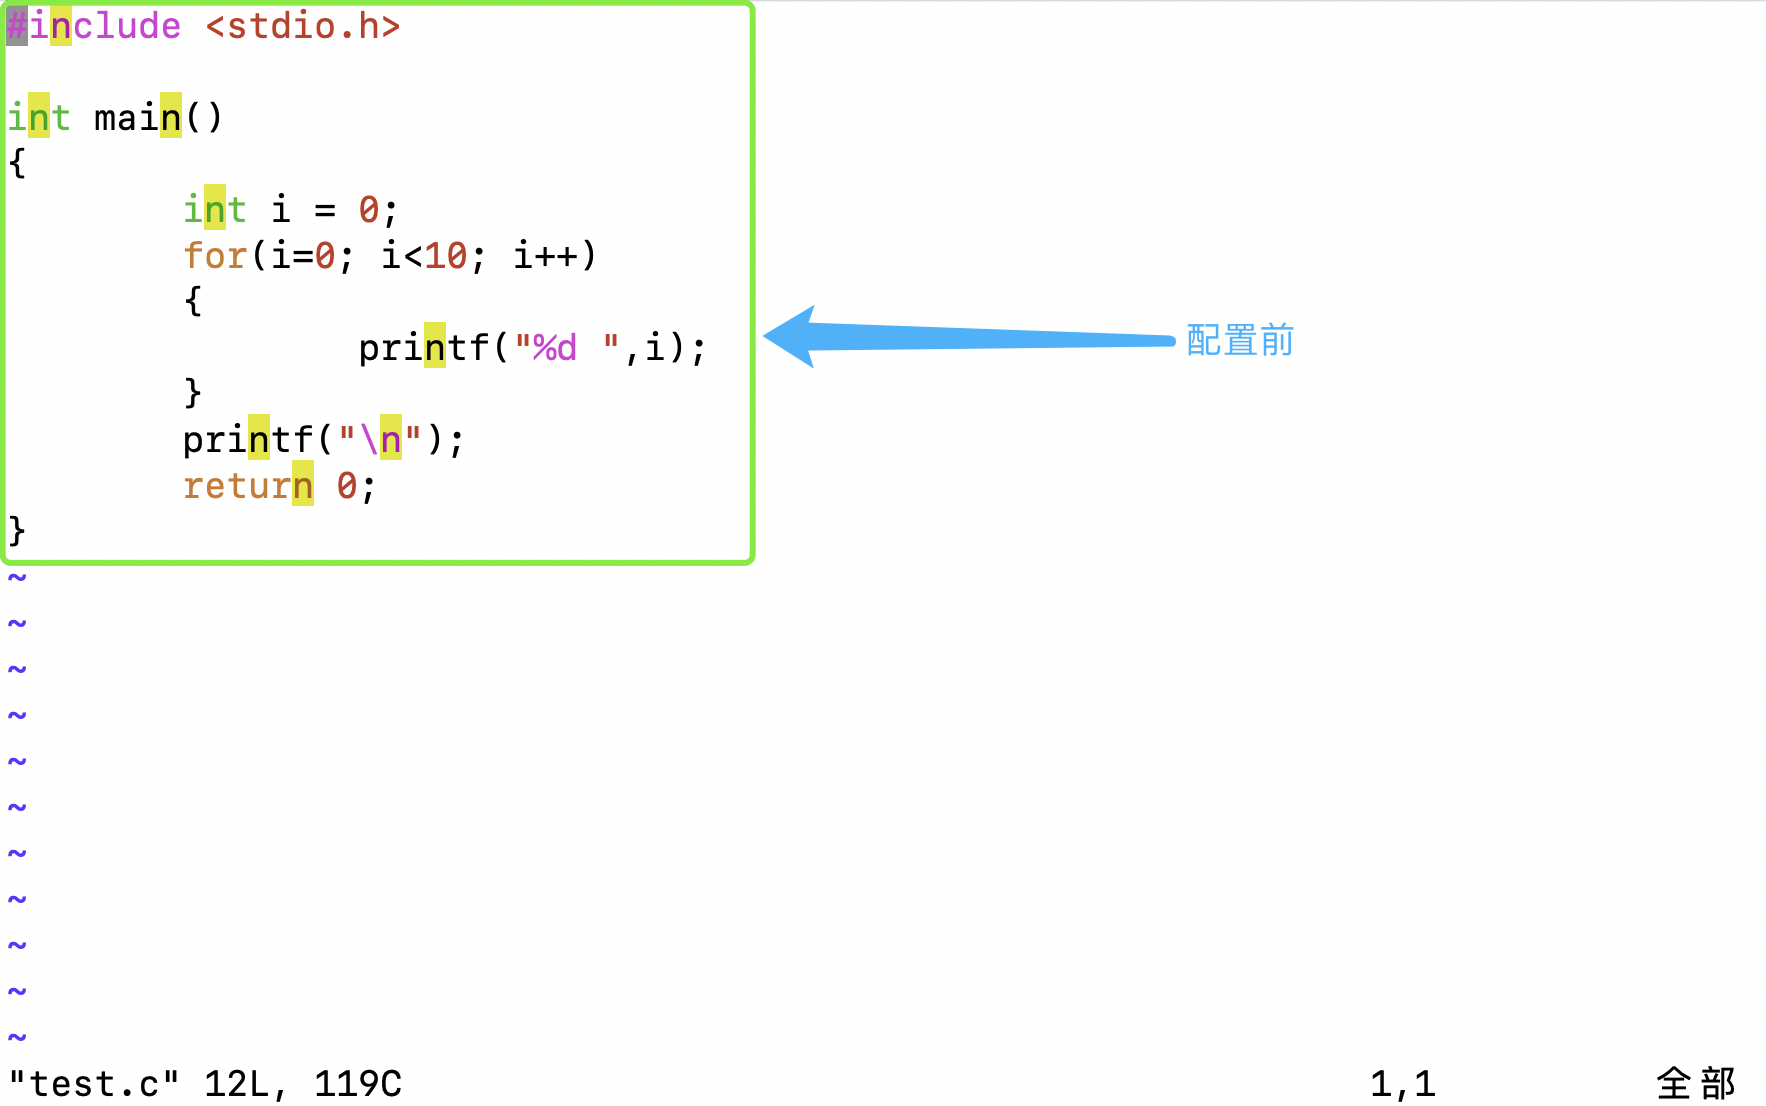 #include <stdio.h>

int main()
{
        int i = 0;
        for(i=0; i<10; i++)
        {
                printf("%d ",i);
配置前
        }
        printf("\n");
        return 0;
}
~
~
~
~
~
~
~
~
~
~
~
"test.c" 12L, 119C                                            1,1          全部